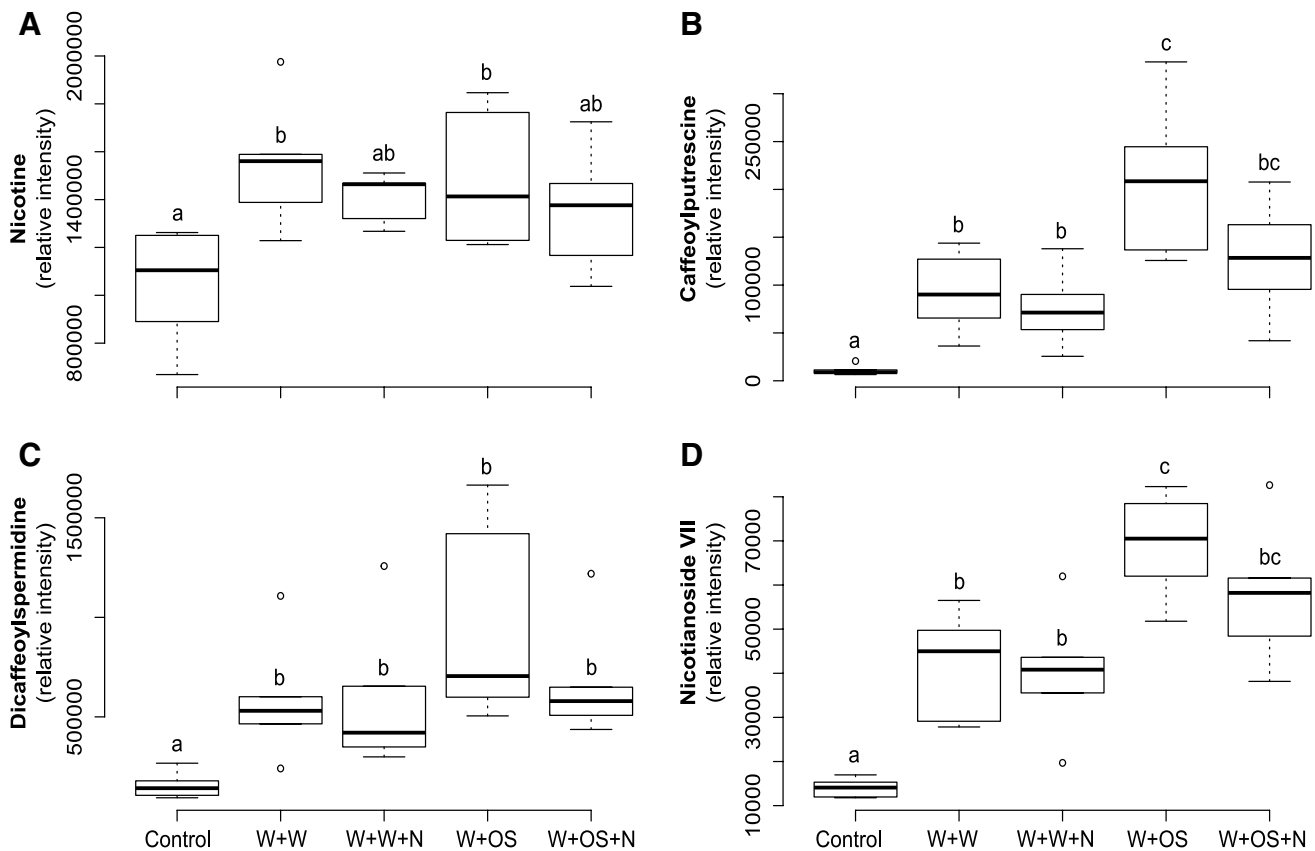 A
Nicotine
(relative intensity)
2000000
1400000
800000
a
b
ab
b
ab
B
Caffeoylputrescine
(relative intensity)
250000
100000
0
a
b
b
c
bc
C
Dicaffeoylspermidine
(relative intensity)
1500000
500000
a
b
b
b
b
Control
W+W
W+W+N
W+OS
W+OS+N
D
Nicotianoside VII
(relative intensity)
70000
50000
30000
10000
a
b
b
c
bc
Control
W+W
W+W+N
W+OS
W+OS+N